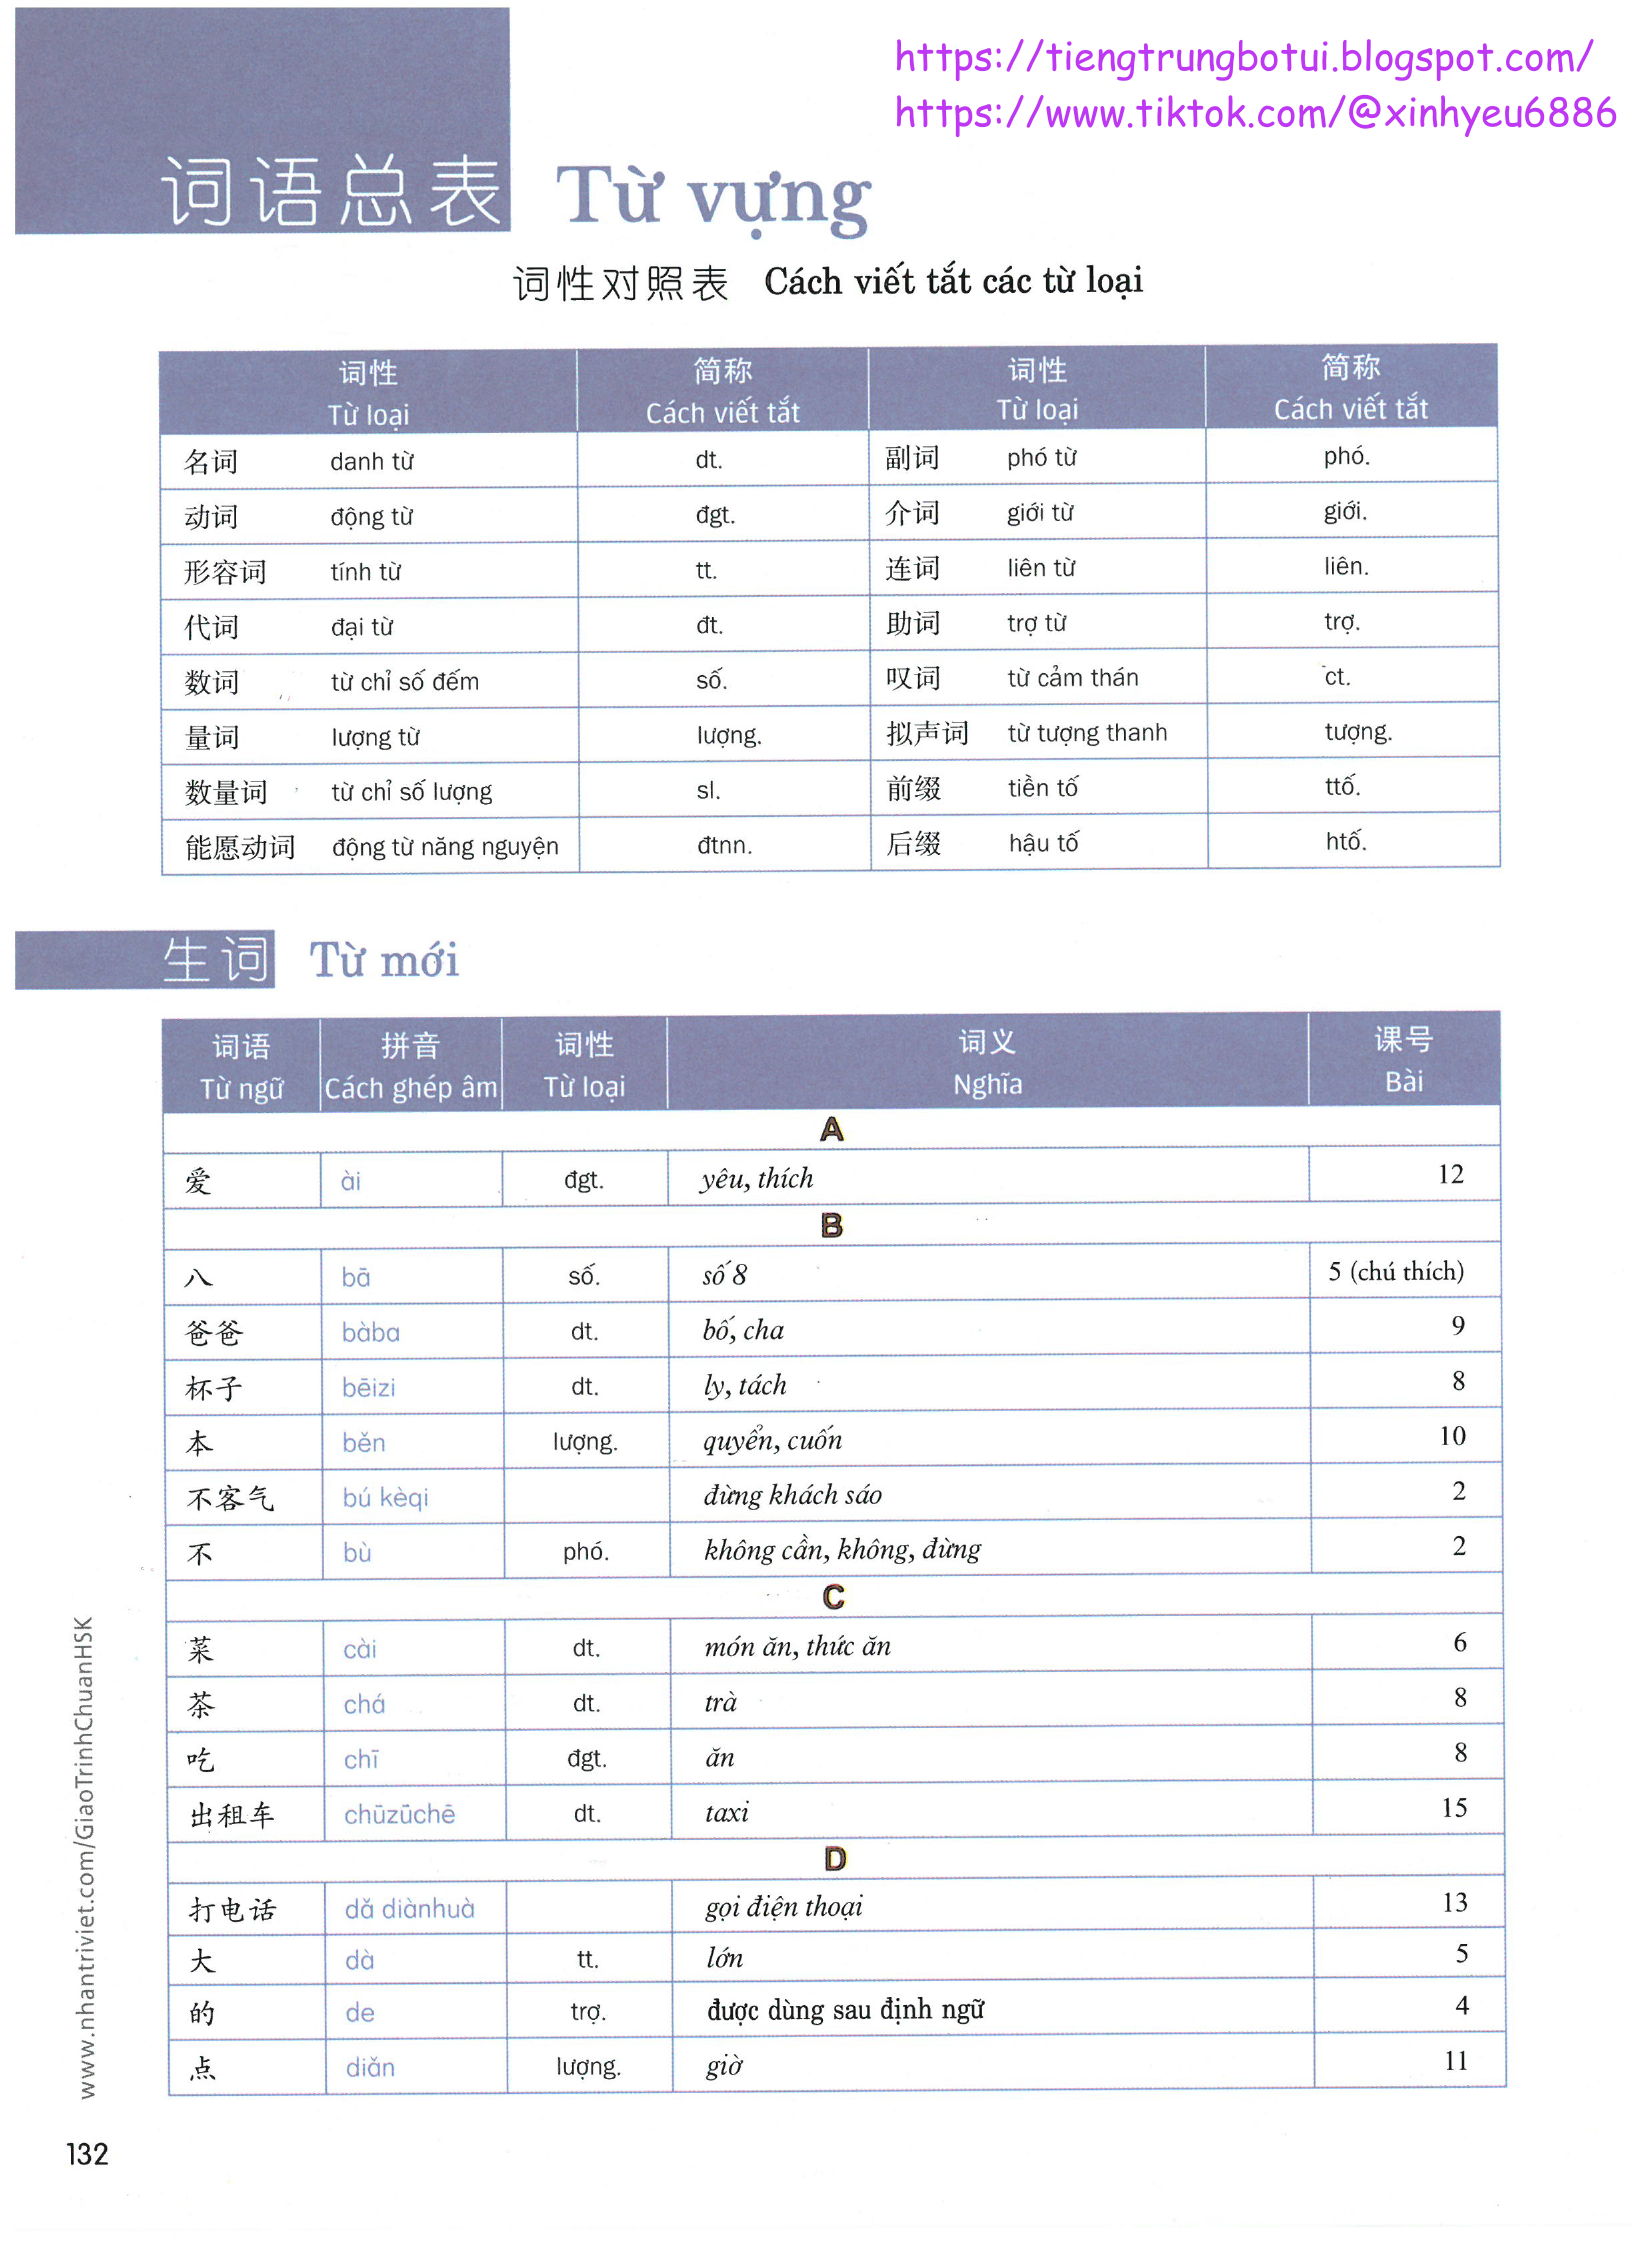 https://tiengtrungbotui.blogspot.com/
https://www.tiktok.com/@xinhyeu6886
词语总表 Từ vựng
词性对照表 Cách viết tắt các từ loại
词性 简称 词性 简称
Từ loại Cách viết tắt Từ loại Cách viết tắt
名词 danh từ dt. 副词 phó từ phó.
动词 động từ đgt. 介词 giới từ giới.
形容词 tính từ tt. 连词 liên từ liên.
代词 đại từ đt. 助词 trợ từ trợ.
数词 từ chỉ số đếm số. 叹词 từ cảm thán ct.
量词 lượng từ lượng. 拟声词 từ tượng thanh tượng.
数量词 từ chỉ số lượng sl. 前缀 tiền tố ttố.
能愿动词 động từ năng nguyện đtnn. 后缀 hậu tố htố.
生词 Từ mới
词语 拼音 词性 词义 课号
Từ ngữ Cách ghép âm Từ loại Nghĩa Bài
A
爱 ài đgt. yêu, thích 12
B
八 bā số. số 8 5 (chú thích)
爸爸 bàba dt. bố, cha 9
杯子 bēizi dt. ly, tách 8
本 běn lượng. quyển, cuốn 10
不客气 bú kèqi đừng khách sáo 2
不 bù phó. không cần, không, đừng 2
C
菜 cài dt. món ăn, thức ăn 6
茶 chá dt. trà 8
吃 chī đgt. ăn 8
出租车 chūzūchē dt. taxi 15
D
打电话 dǎ diànhuà gọi điện thoại 13
大 dà tt. lớn 5
的 de trợ. được dùng sau định ngữ 4
点 diǎn lượng. giờ 11
www.nhantriviet.com/GiaoTrinhChuanHSK
132